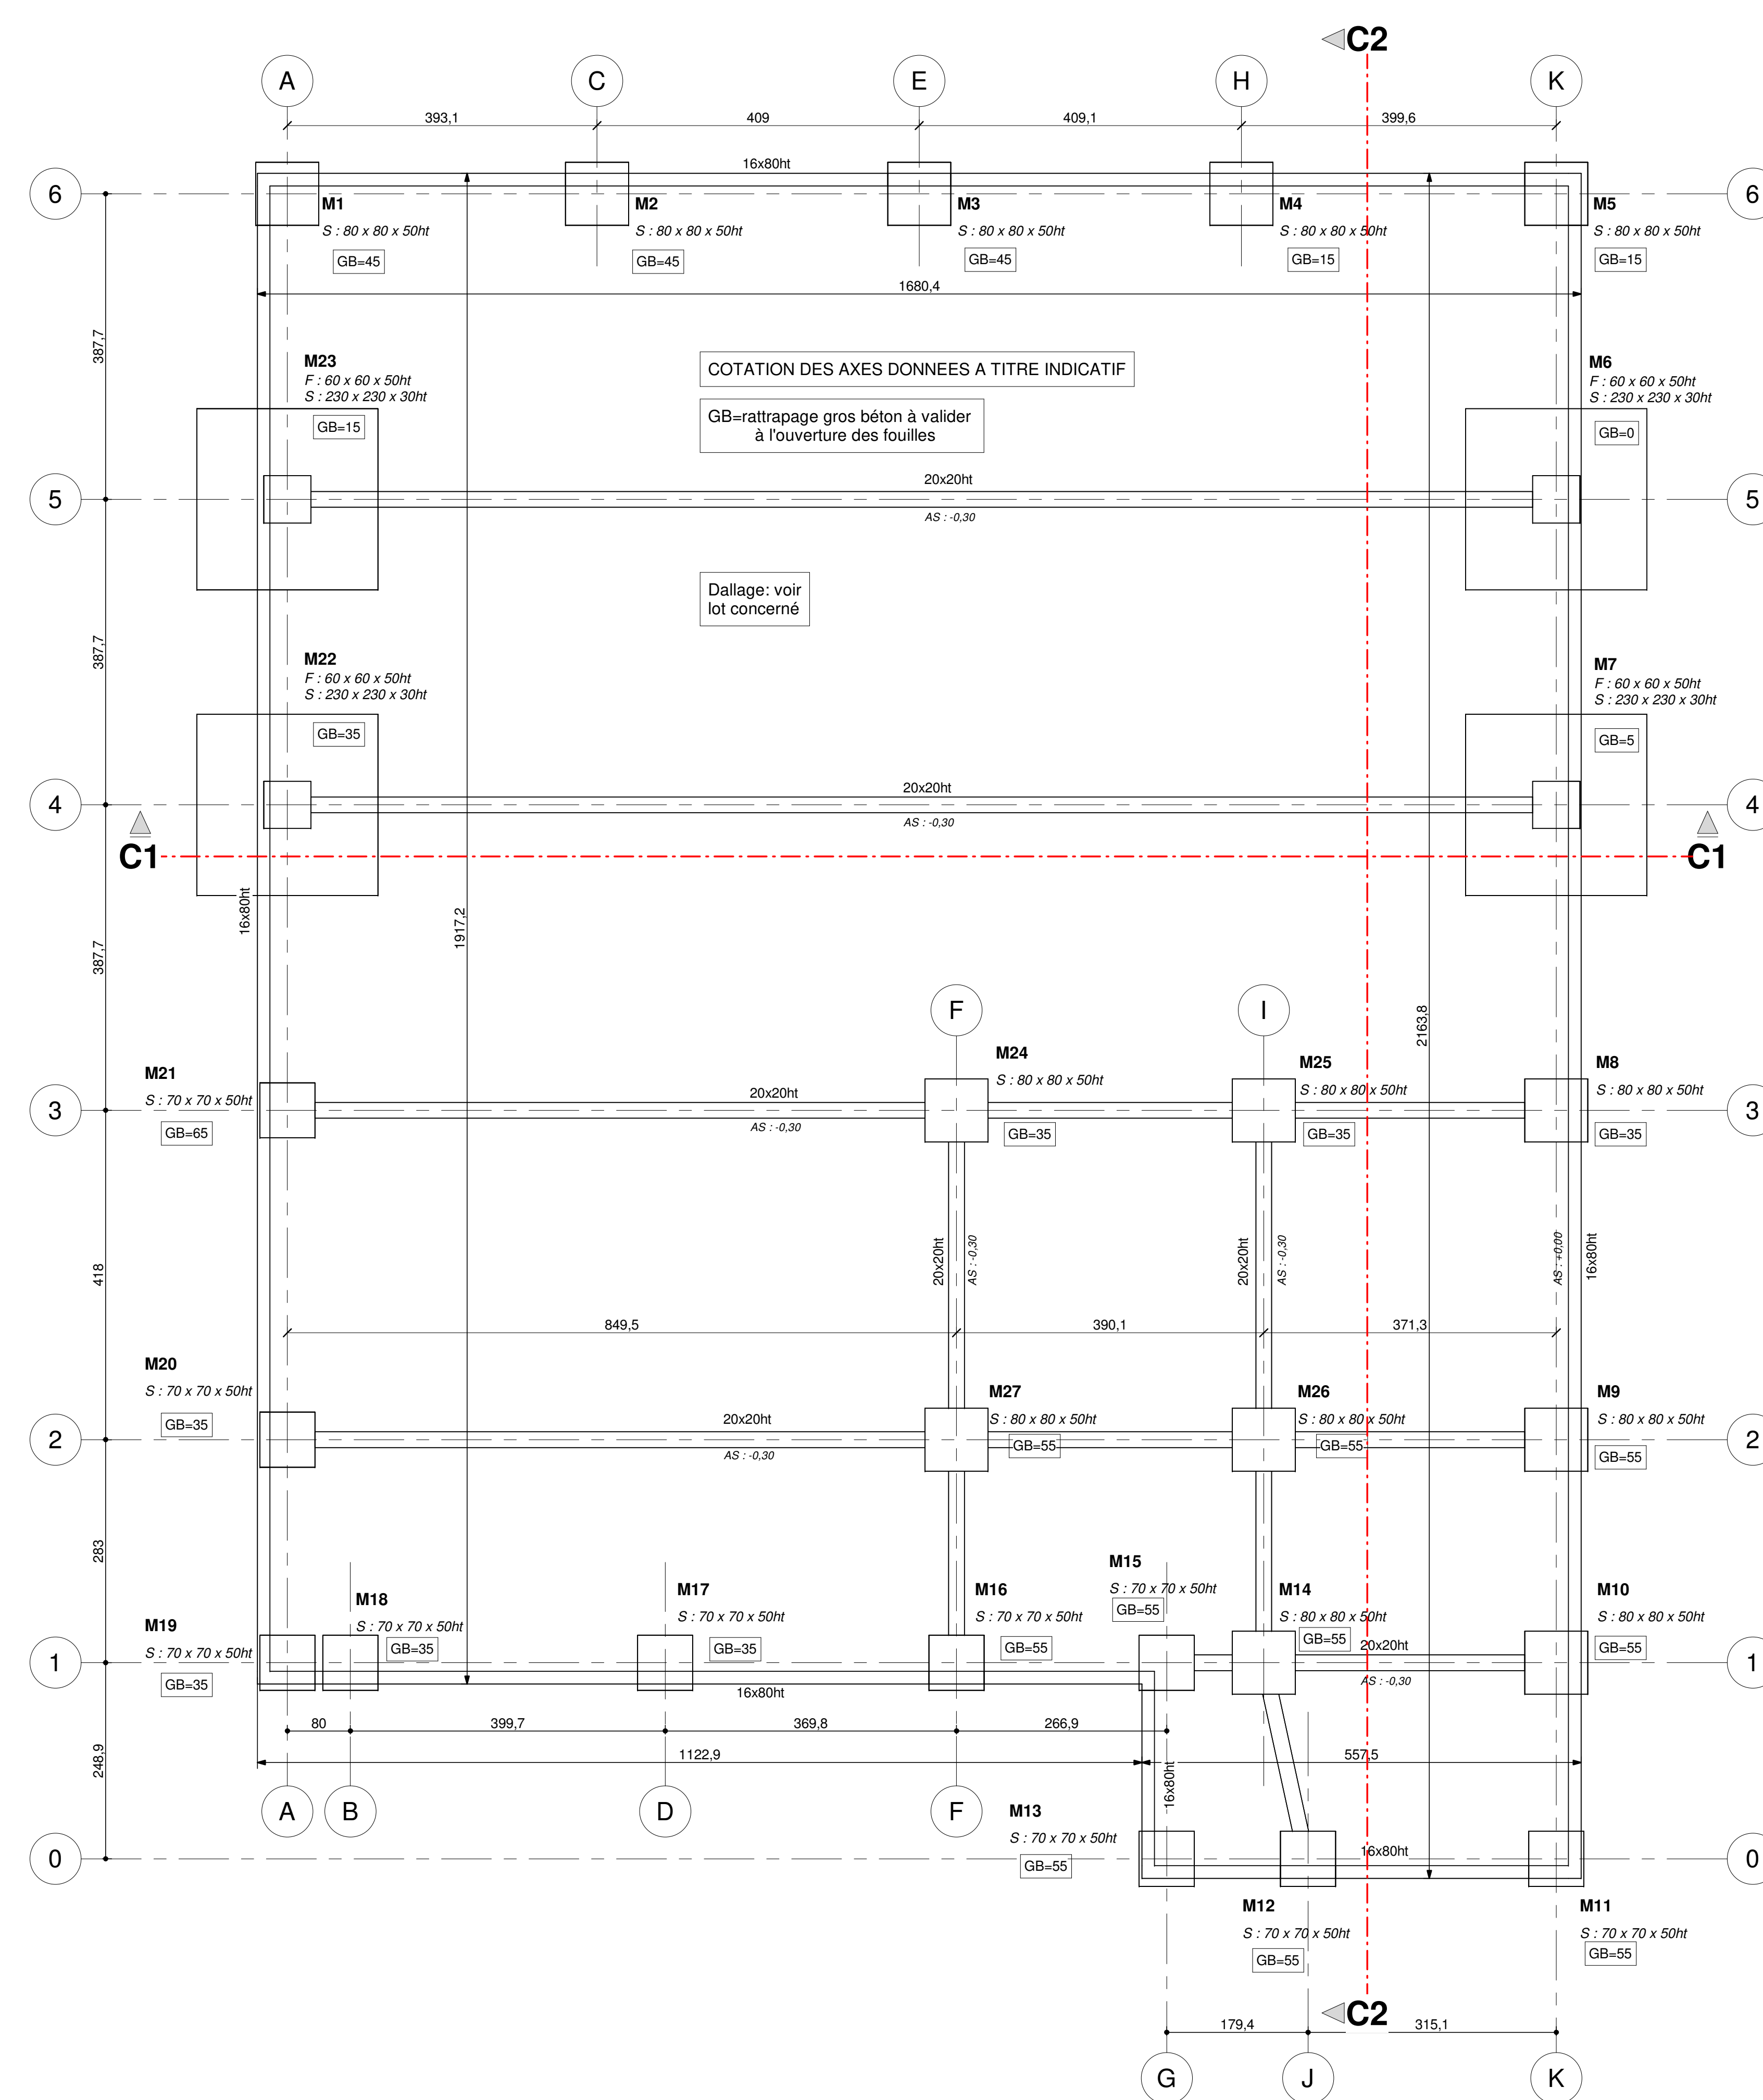 C2
A
C
E
H
K
393,1
409
409,1
399,6
6
16x80ht
6
M1
M2
M3
M4
M5
S : 80 x 80 x 50ht
S : 80 x 80 x 50ht
S : 80 x 80 x 50ht
S : 80 x 80 x 50ht
S : 80 x 80 x 50ht
GB=45
GB=45
GB=45
GB=15
GB=15
1680,4
387,7
M23
F : 60 x 60 x 50ht
S : 230 x 230 x 30ht
GB=15
COTATION DES AXES DONNEES A TITRE INDICATIF
GB=rattrapage gros béton à valider
à l'ouverture des fouilles
M6
F : 60 x 60 x 50ht
S : 230 x 230 x 30ht
GB=0
5
20x20ht
AS : -0,30
5
Dallage: voir
lot concerné
387,7
M22
F : 60 x 60 x 50ht
S : 230 x 230 x 30ht
GB=35
M7
F : 60 x 60 x 50ht
S : 230 x 230 x 30ht
GB=5
4
20x20ht
AS : -0,30
4
C1
C1
16x80ht
1917,2
387,7
2163,8
F
I
M21
S : 70 x 70 x 50ht
GB=65
M24
S : 80 x 80 x 50ht
GB=35
M25
S : 80 x 80 x 50ht
GB=35
M8
S : 80 x 80 x 50ht
GB=35
3
20x20ht
AS : -0,30
3
418
20x20ht
AS : -0,30
20x20ht
AS : -0,30
AS : +0,00
16x80ht
849,5
390,1
371,3
M20
S : 70 x 70 x 50ht
GB=35
M27
S : 80 x 80 x 50ht
GB=55
M26
S : 80 x 80 x 50ht
GB=55
M9
S : 80 x 80 x 50ht
GB=55
2
20x20ht
AS : -0,30
2
283
M19
S : 70 x 70 x 50ht
GB=35
M18
S : 70 x 70 x 50ht
GB=35
M17
S : 70 x 70 x 50ht
GB=35
M16
S : 70 x 70 x 50ht
GB=55
M15
S : 70 x 70 x 50ht
GB=55
M14
S : 80 x 80 x 50ht
GB=55
M10
S : 80 x 80 x 50ht
GB=55
1
20x20ht
AS : -0,30
1
16x80ht
80
399,7
369,8
266,9
248,9
1122,9
557,5
16x80ht
A
B
D
F
M13
S : 70 x 70 x 50ht
GB=55
0
16x80ht
0
M12
S : 70 x 70 x 50ht
GB=55
M11
S : 70 x 70 x 50ht
GB=55
C2
179,4
315,1
G
J
K